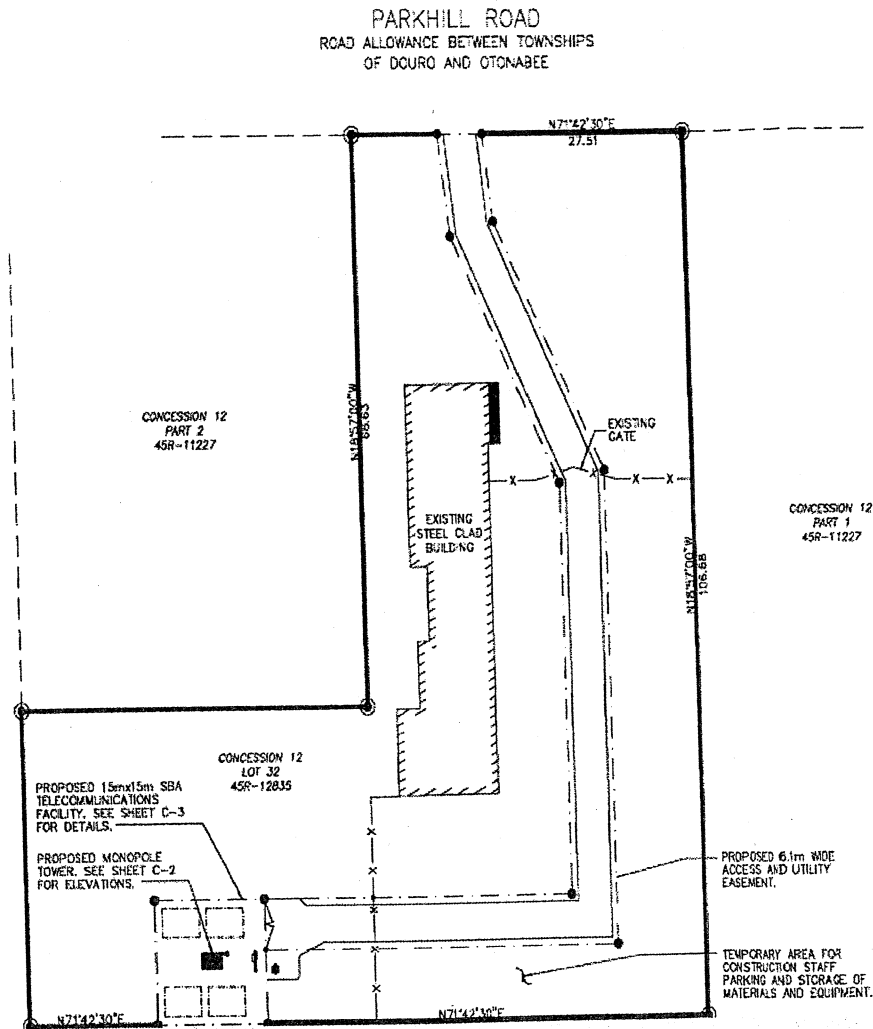 PARKHILL ROAD
ROAD ALLOWANCE BETWEEN TOWNSHIPS
OF DOURO AND OTONABEE
N71°42'30"E
27.51
CONCESSION 12
PART 2
45R-11227
N18°57'00"W
68.63
EXISTING
GATE
X X X X
EXISTING
STEEL CLAD
BUILDING
CONCESSION 12
PART 1
45R-11227
N18°57'00"W
106.68
CONCESSION 12
LOT 32
45R-12835
PROPOSED 15mx15m SBA
TELECOMMUNICATIONS
FACILITY, SEE SHEET C-3
FOR DETAILS.
PROPOSED MONOPOLE
TOWER. SEE SHEET C-2
FOR ELEVATIONS.
X
X
X
X
X
PROPOSED 6.1m WIDE
ACCESS AND UTILITY
EASEMENT.
TEMPORARY AREA FOR
CONSTRUCTION STAFF
PARKING AND STORAGE OF
MATERIALS AND EQUIPMENT.
N71°42'30"E
N71°42'30"E